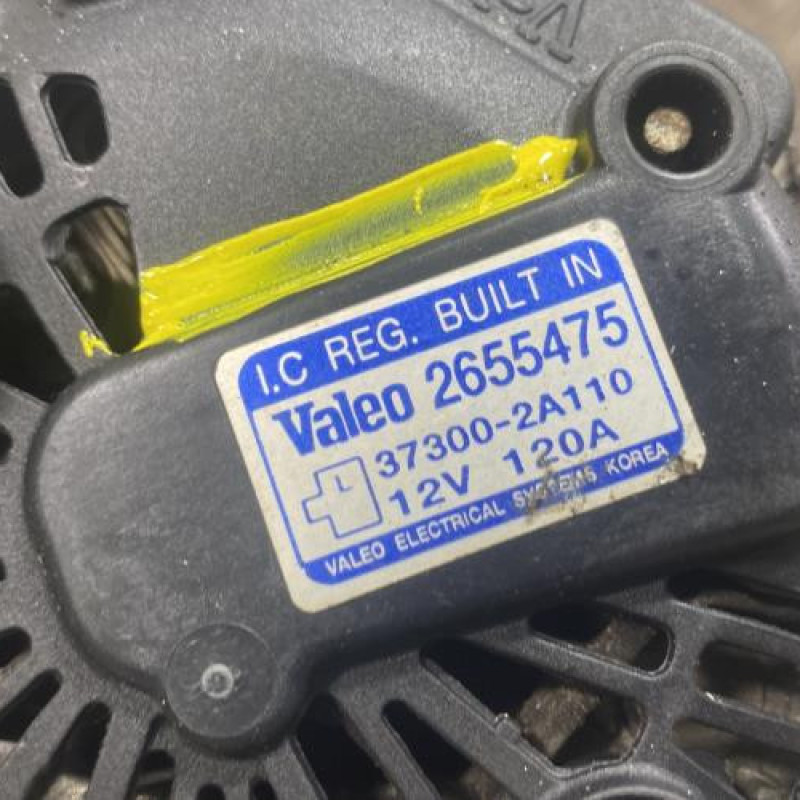 I.C REG. BUILT IN
Valeo 2655475
37300-2A110
L
12V 120A
VALEO ELECTRICAL SYSTEMS KOREA